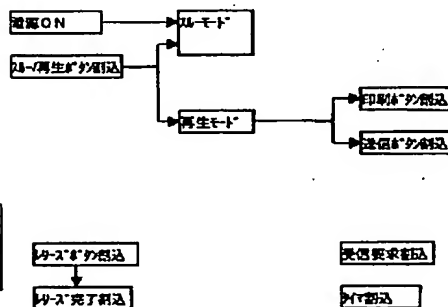 電源ON
スルーモード
スルー/再生ボタン割込
再生モード
印刷ボタン割込
送信ボタン割込
レリーズボタン割込
受信要求割込
レリーズ完了割込
タイマ割込